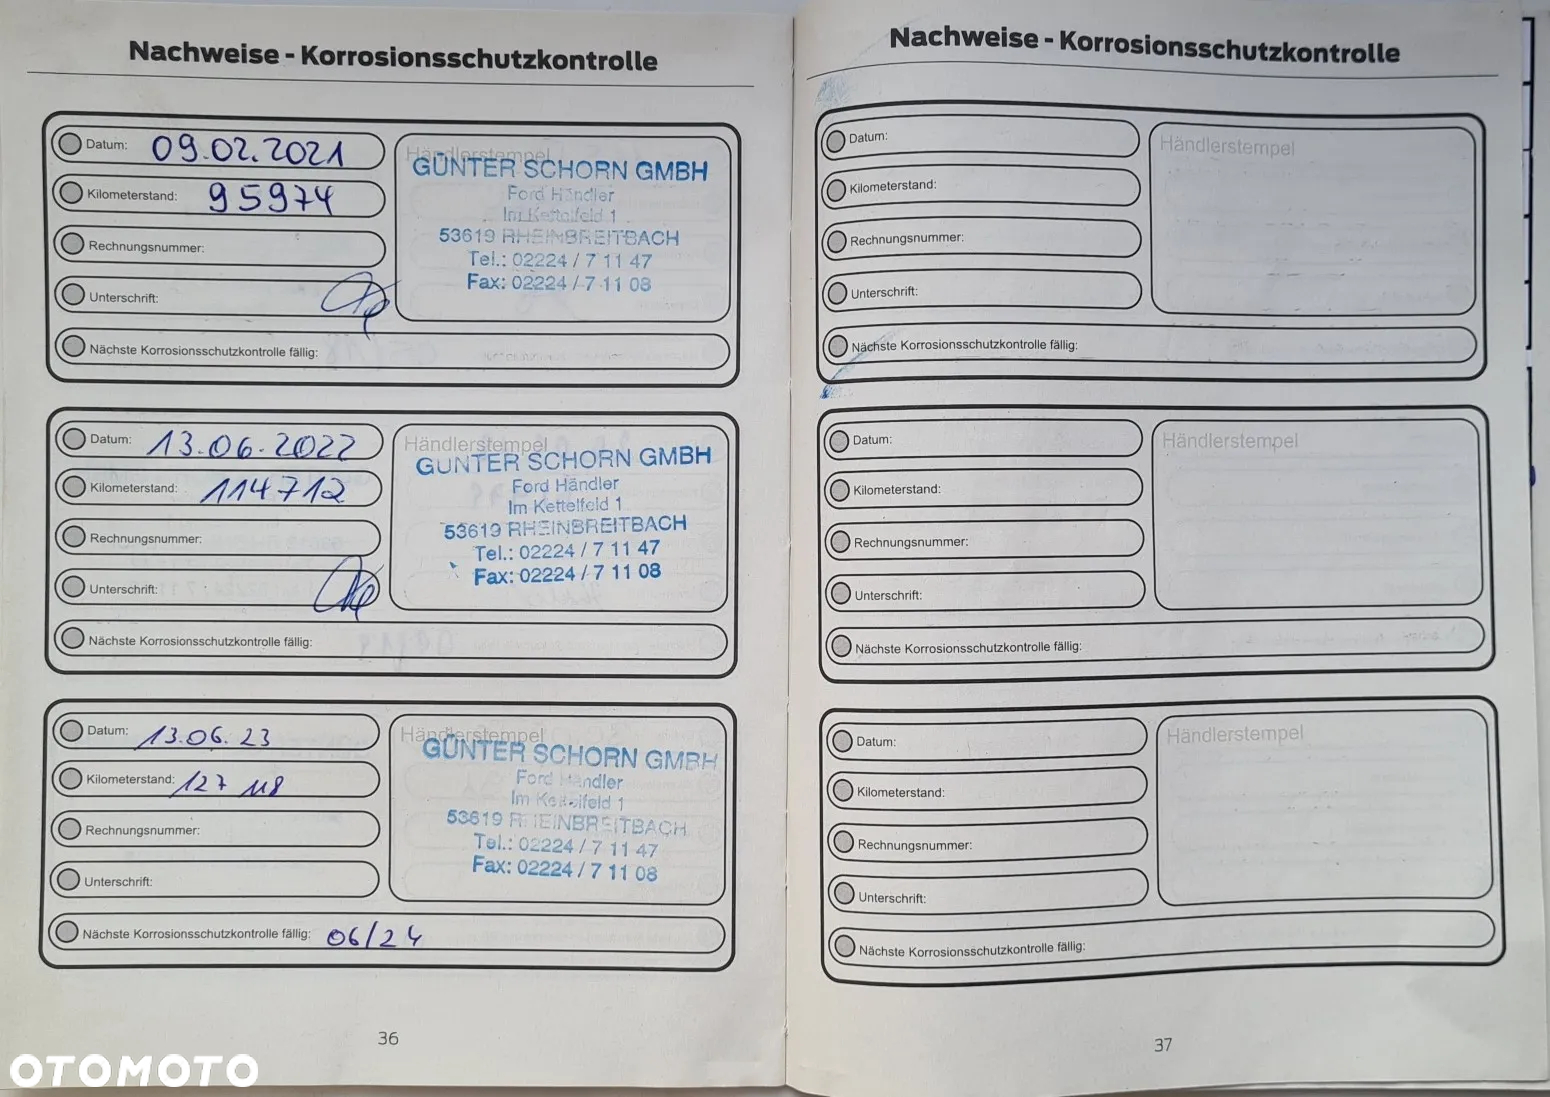 Nachweise - Korrosionsschutzkontrolle
Datum: 09.02.2021
Kilometerstand: 95974
Rechnungsnummer:
Unterschrift:
Händlerstempel
GÜNTER SCHORN GMBH
Ford Händler
Im Kettelfeld 1
53619 RHEINBREITBACH
Tel.: 02224 / 7 11 47
Fax: 02224 / 7 11 08
Nächste Korrosionsschutzkontrolle fällig:
Datum: 13.06.2022
Kilometerstand: 114712
Rechnungsnummer:
Unterschrift:
Händlerstempel
GÜNTER SCHORN GMBH
Ford Händler
Im Kettelfeld 1
53619 RHEINBREITBACH
Tel.: 02224 / 7 11 47
Fax: 02224 / 7 11 08
Nächste Korrosionsschutzkontrolle fällig:
Datum: 13.06.23
Kilometerstand: 127 118
Rechnungsnummer:
Unterschrift:
Händlerstempel
GÜNTER SCHORN GMBH
Ford Händler
Im Kettelfeld 1
53619 RHEINBREITBACH
Tel.: 02224 / 7 11 47
Fax: 02224 / 7 11 08
Nächste Korrosionsschutzkontrolle fällig: 06/24
36
OTOMOTO
Nachweise - Korrosionsschutzkontrolle
Datum:
Kilometerstand:
Rechnungsnummer:
Unterschrift:
Händlerstempel
Nächste Korrosionsschutzkontrolle fällig:
Datum:
Kilometerstand:
Rechnungsnummer:
Unterschrift:
Händlerstempel
Nächste Korrosionsschutzkontrolle fällig:
Datum:
Kilometerstand:
Rechnungsnummer:
Unterschrift:
Händlerstempel
Nächste Korrosionsschutzkontrolle fällig:
37